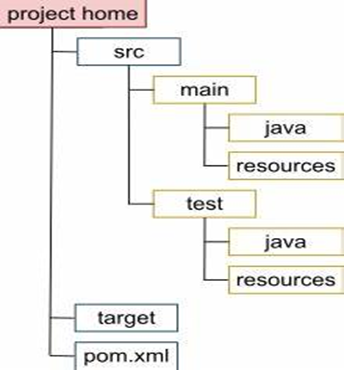 project home
src
main
java
resources
test
java
resources
target
pom.xml